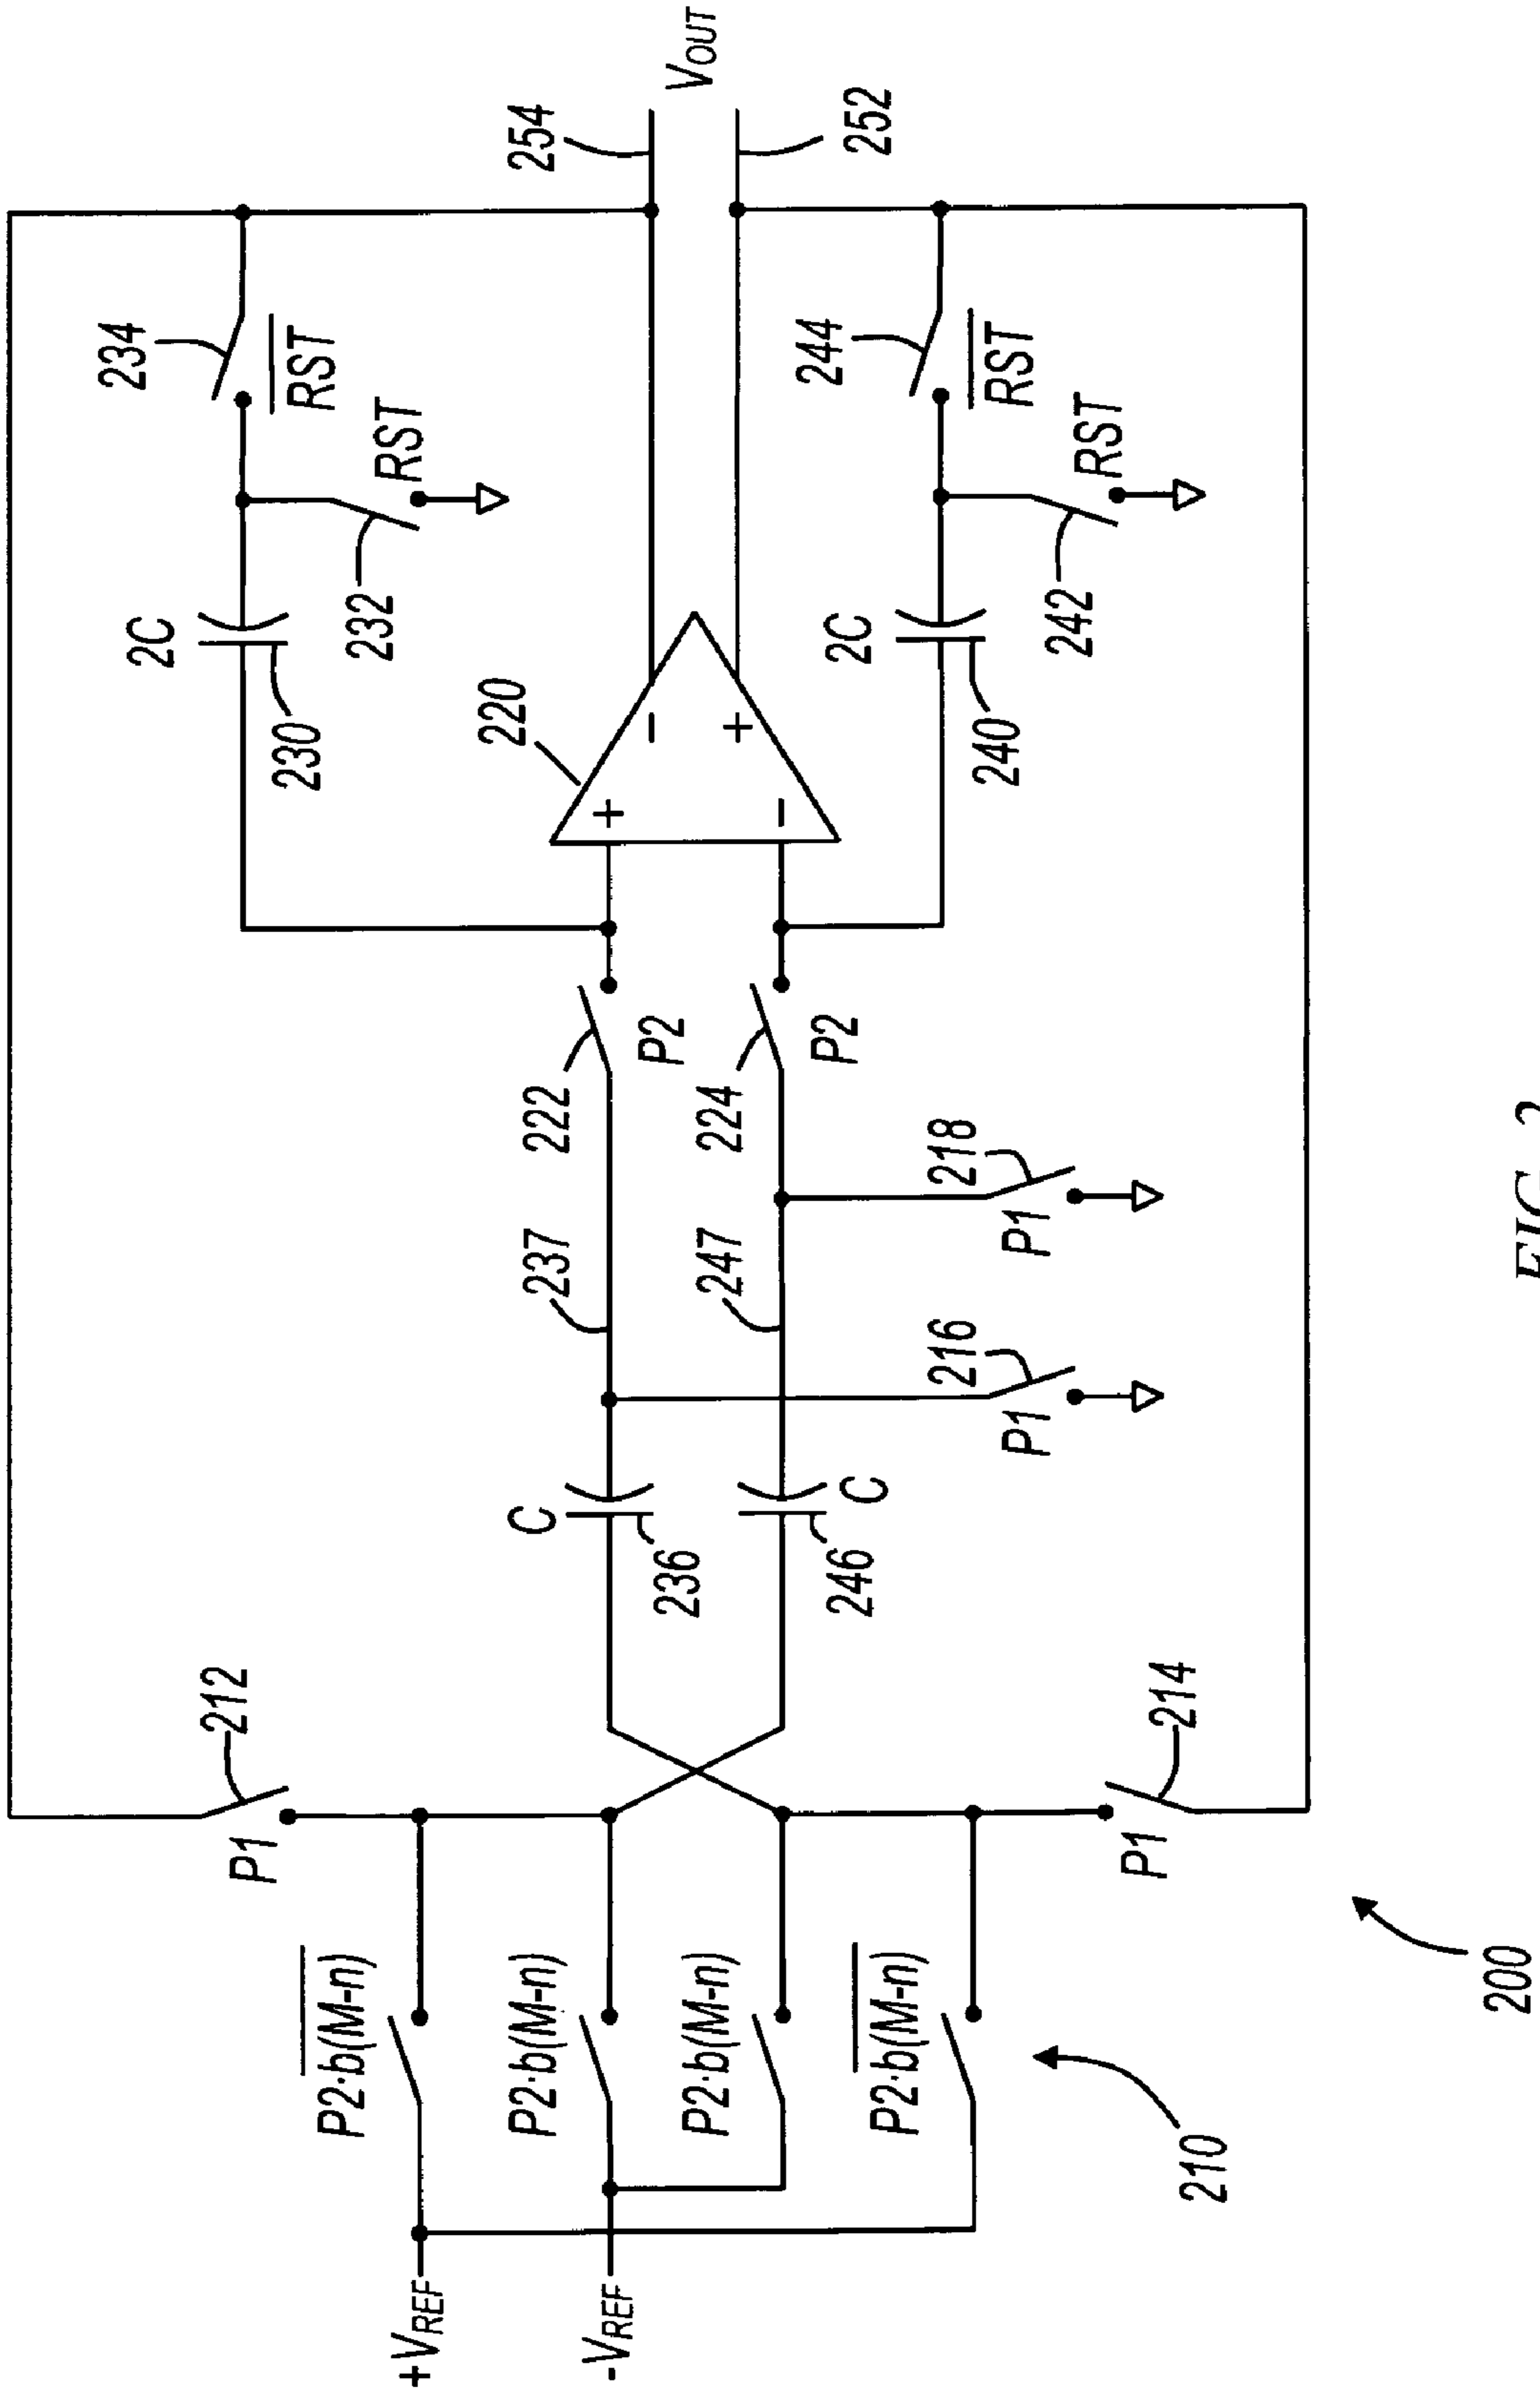 234
2C
P1
212
230
R̅S̅T̅
P2·b̅(̅M̅-̅n̅)̅
232
RST
+VREF
220
254
+
-
VOUT
C
237
222
P2·b(M-n)
-VREF
236
P2
P2·b(M-n)
247
224
-
+
244
2C
P2
246
C
252
P2·b̅(̅M̅-̅n̅)̅
216
218
240
R̅S̅T̅
P1
P1
242
RST
P1
214
210
200
FIG. 2